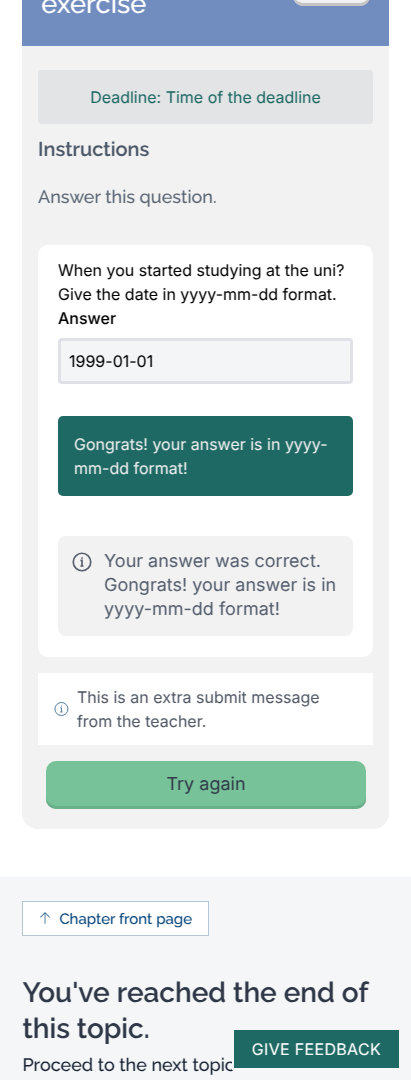 exercise
Deadline: Time of the deadline
Instructions
Answer this question.
When you started studying at the uni?
Give the date in yyyy-mm-dd format.
Answer
1999-01-01
Gongrats! your answer is in yyyy-
mm-dd format!
Your answer was correct.
Gongrats! your answer is in
yyyy-mm-dd format!
This is an extra submit message
from the teacher.
Try again
Chapter front page
You've reached the end of
this topic.
Proceed to the next topic
GIVE FEEDBACK